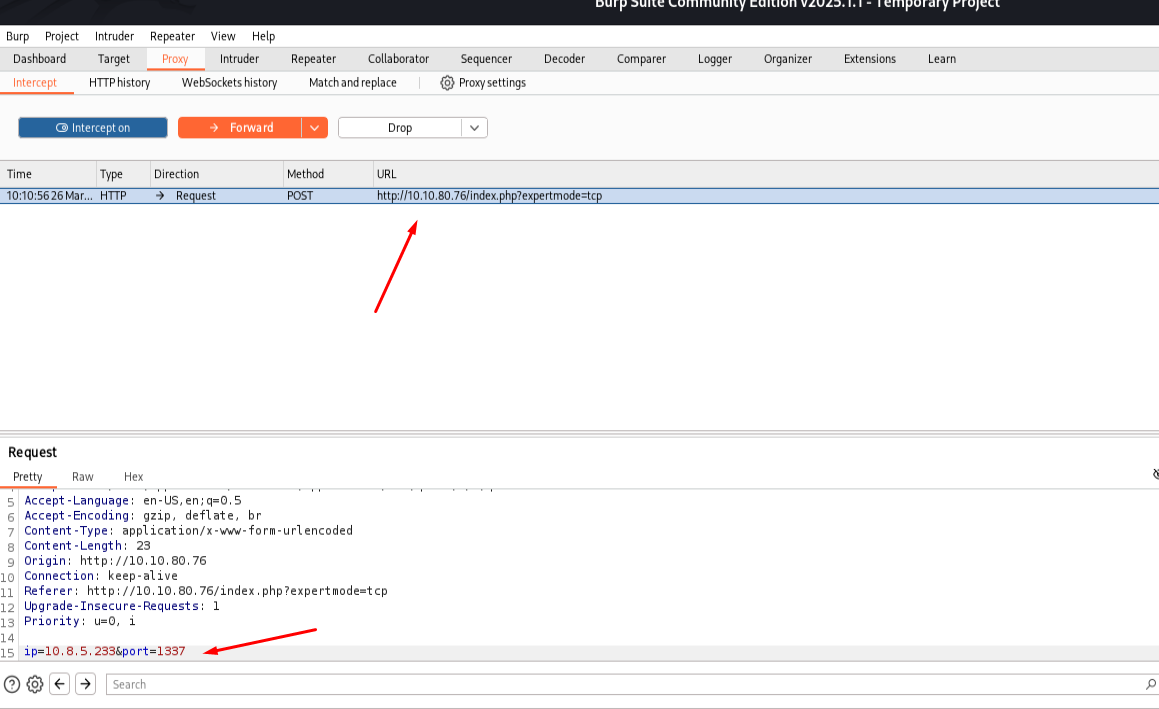 Burp Suite Community Edition v2025.1.1 - Temporary Project
Burp Project Intruder Repeater View Help
Dashboard Target Proxy Intruder Repeater Collaborator Sequencer Decoder Comparer Logger Organizer Extensions Learn
Intercept HTTP history WebSockets history Match and replace Proxy settings
Intercept on Forward Drop
Time Type Direction Method URL
10:10:56 26 Mar... HTTP Request POST http://10.10.80.76/index.php?expertmode=tcp
Request
Pretty Raw Hex
5 Accept-Language: en-US,en;q=0.5
6 Accept-Encoding: gzip, deflate, br
7 Content-Type: application/x-www-form-urlencoded
8 Content-Length: 23
9 Origin: http://10.10.80.76
10 Connection: keep-alive
11 Referer: http://10.10.80.76/index.php?expertmode=tcp
12 Upgrade-Insecure-Requests: 1
13 Priority: u=0, i
14
15 ip=10.8.5.233&port=1337
Search